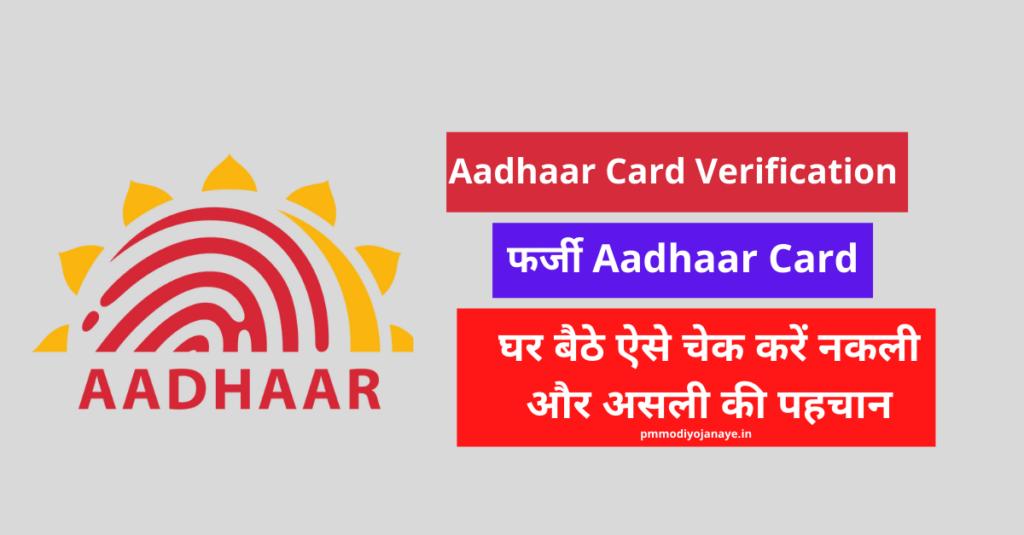 AADHAAR
Aadhaar Card Verification
फर्जी Aadhaar Card
घर बैठे ऐसे चेक करें नकली
और असली की पहचान
pmmodiyojanaye.in